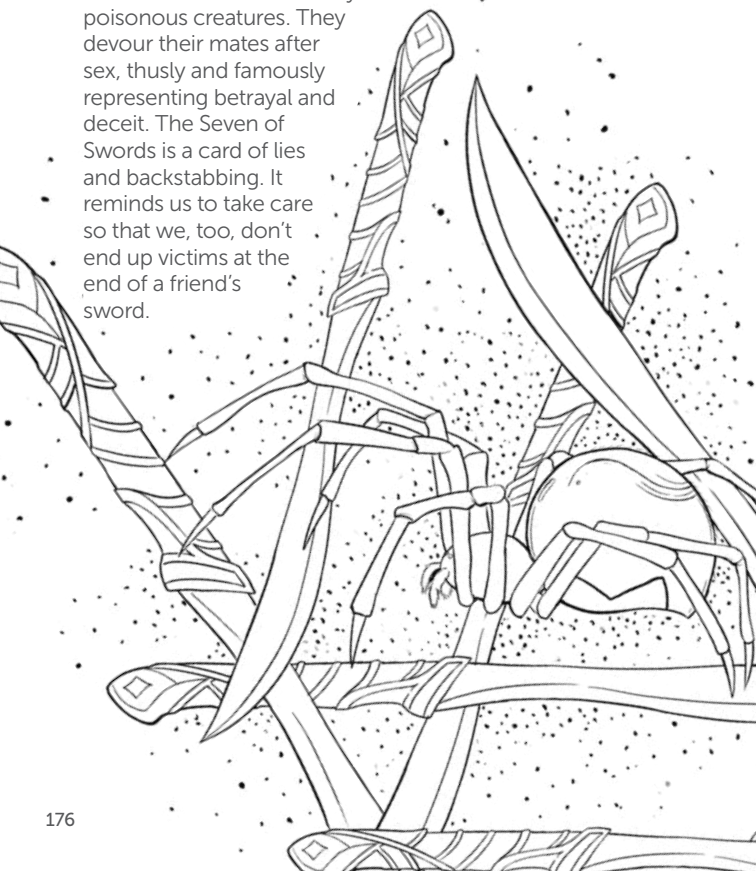 poisonous creatures. They
devour their mates after
sex, thusly and famously
representing betrayal and
deceit. The Seven of
Swords is a card of lies
and backstabbing. It
reminds us to take care
so that we, too, don’t
end up victims at the
end of a friend’s
sword.
176